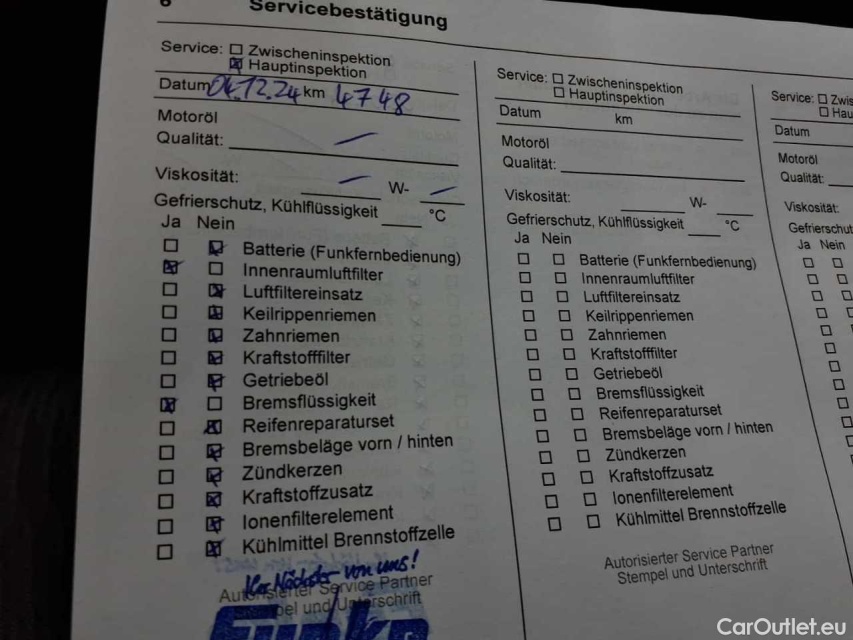 6 Servicebestätigung
Service: Zwischeninspektion
Hauptinspektion
Datum 04.12.24 km 4748
Motoröl
Qualität: —
Viskosität: — W- —
Gefrierschutz, Kühlflüssigkeit °C
Ja Nein
Batterie (Funkfernbedienung)
Innenraumluftfilter
Luftfiltereinsatz
Keilrippenriemen
Zahnriemen
Kraftstofffilter
Getriebeöl
Bremsflüssigkeit
Reifenreparaturset
Bremsbeläge vorn / hinten
Zündkerzen
Kraftstoffzusatz
Ionenfilterelement
Kühlmittel Brennstoffzelle
von uns!
Autorisierter Service Partner
Stempel und Unterschrift
Service: Zwischeninspektion
Hauptinspektion
Datum km
Motoröl
Qualität:
Viskosität: W-
Gefrierschutz, Kühlflüssigkeit °C
Ja Nein
Batterie (Funkfernbedienung)
Innenraumluftfilter
Luftfiltereinsatz
Keilrippenriemen
Zahnriemen
Kraftstofffilter
Getriebeöl
Bremsflüssigkeit
Reifenreparaturset
Bremsbeläge vorn / hinten
Zündkerzen
Kraftstoffzusatz
Ionenfilterelement
Kühlmittel Brennstoffzelle
Autorisierter Service Partner
Stempel und Unterschrift
Service: Zwis
Hau
Datum
Motoröl
Qualität:
Viskosität:
Gefrierschut
Ja Nein
CarOutlet.eu